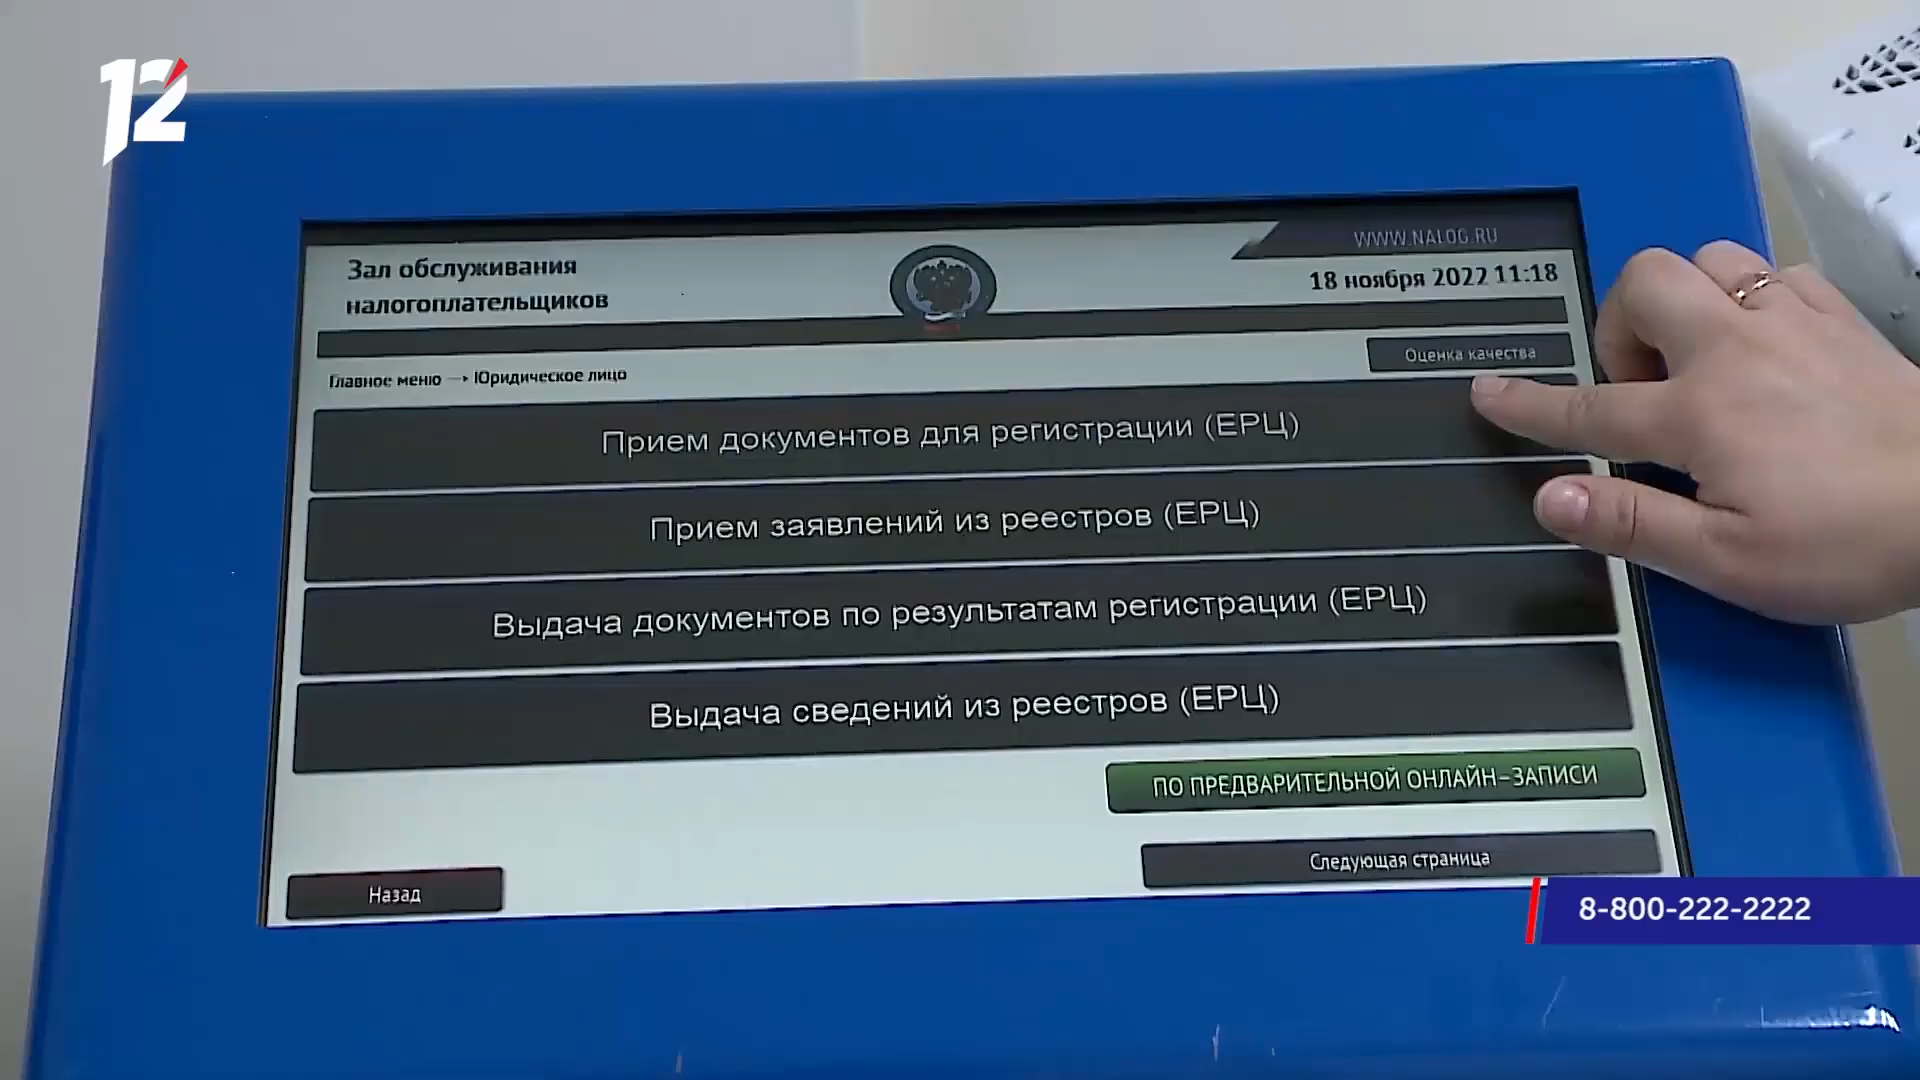 12
WWW.NALOG.RU
Зал обслуживания
налогоплательщиков
18 ноября 2022 11:18
Оценка качества
Главное меню → Юридическое лицо
Прием документов для регистрации (ЕРЦ)
Прием заявлений из реестров (ЕРЦ)
Выдача документов по результатам регистрации (ЕРЦ)
Выдача сведений из реестров (ЕРЦ)
ПО ПРЕДВАРИТЕЛЬНОЙ ОНЛАЙН-ЗАПИСИ
Следующая страница
Назад
8-800-222-2222